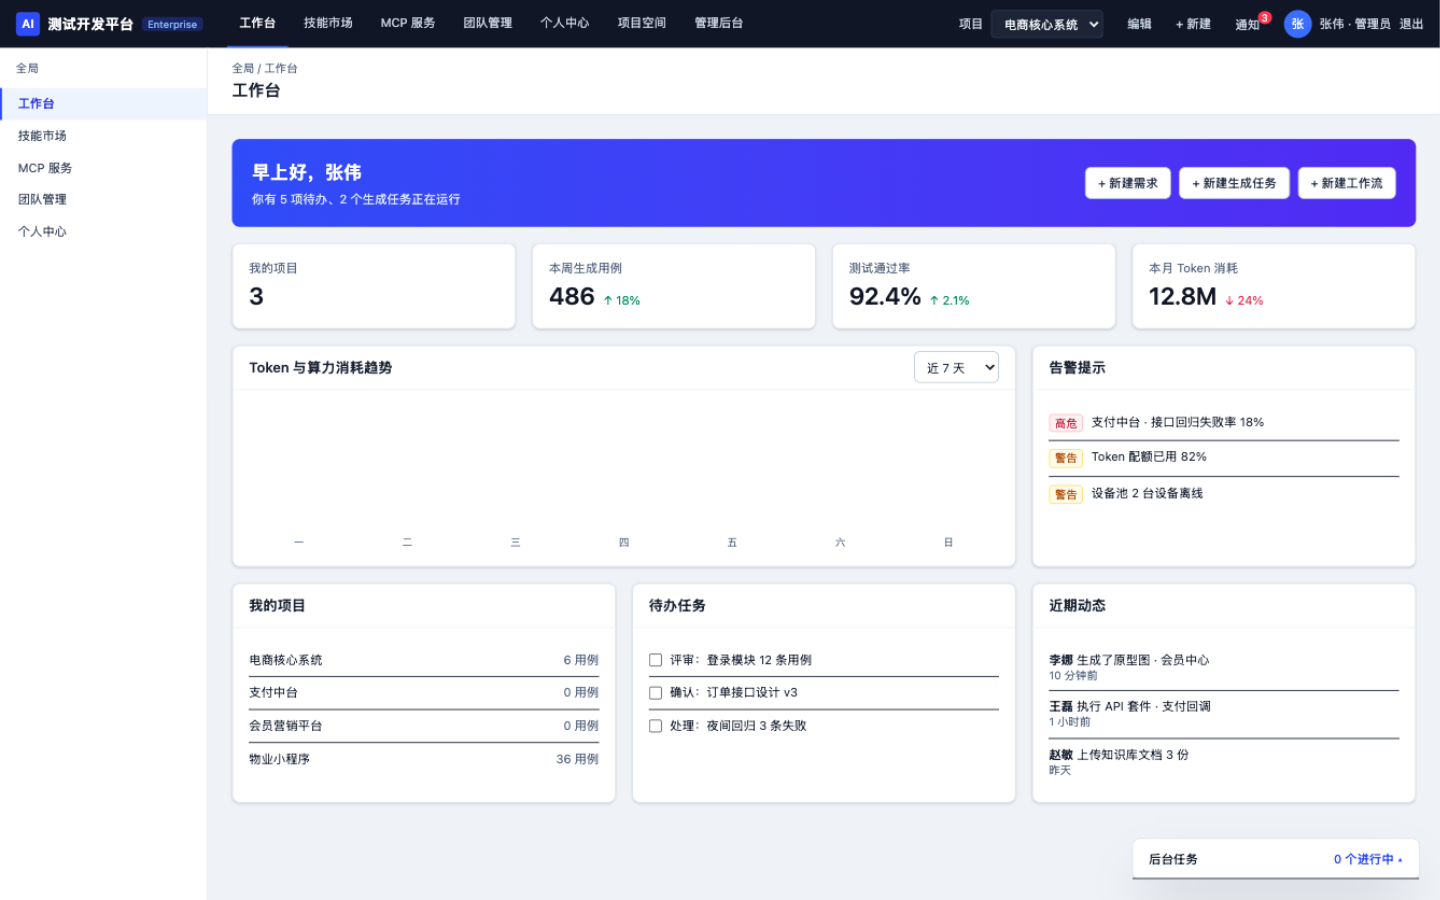 AI 测试开发平台 Enterprise 工作台 技能市场 MCP 服务 团队管理 个人中心 项目空间 管理后台 项目 电商核心系统 编辑 + 新建 通知 3 张 张伟 · 管理员 退出
全局
工作台
技能市场
MCP 服务
团队管理
个人中心
全局 / 工作台
工作台
早上好，张伟
你有 5 项待办、2 个生成任务正在运行
+ 新建需求 + 新建生成任务 + 新建工作流
我的项目
3
本周生成用例
486 ↑ 18%
测试通过率
92.4% ↑ 2.1%
本月 Token 消耗
12.8M ↓ 24%
Token 与算力消耗趋势 近 7 天
一 二 三 四 五 六 日
告警提示
高危 支付中台 · 接口回归失败率 18%
警告 Token 配额已用 82%
警告 设备池 2 台设备离线
我的项目
电商核心系统 6 用例
支付中台 0 用例
会员营销平台 0 用例
物业小程序 36 用例
待办任务
评审：登录模块 12 条用例
确认：订单接口设计 v3
处理：夜间回归 3 条失败
近期动态
李娜 生成了原型图 · 会员中心
10 分钟前
王磊 执行 API 套件 · 支付回调
1 小时前
赵敏 上传知识库文档 3 份
昨天
后台任务 0 个进行中